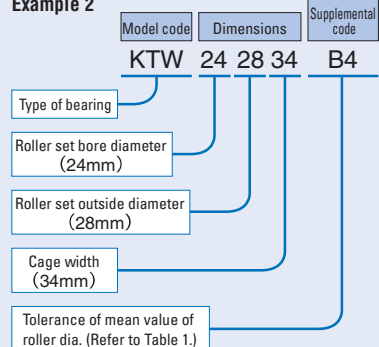 Example 2
Model code Dimensions Supplemental code
KTW 24 28 34 B4
Type of bearing
Roller set bore diameter
（24mm）
Roller set outside diameter
（28mm）
Cage width
（34mm）
Tolerance of mean value of
roller dia. (Refer to Table 1.)